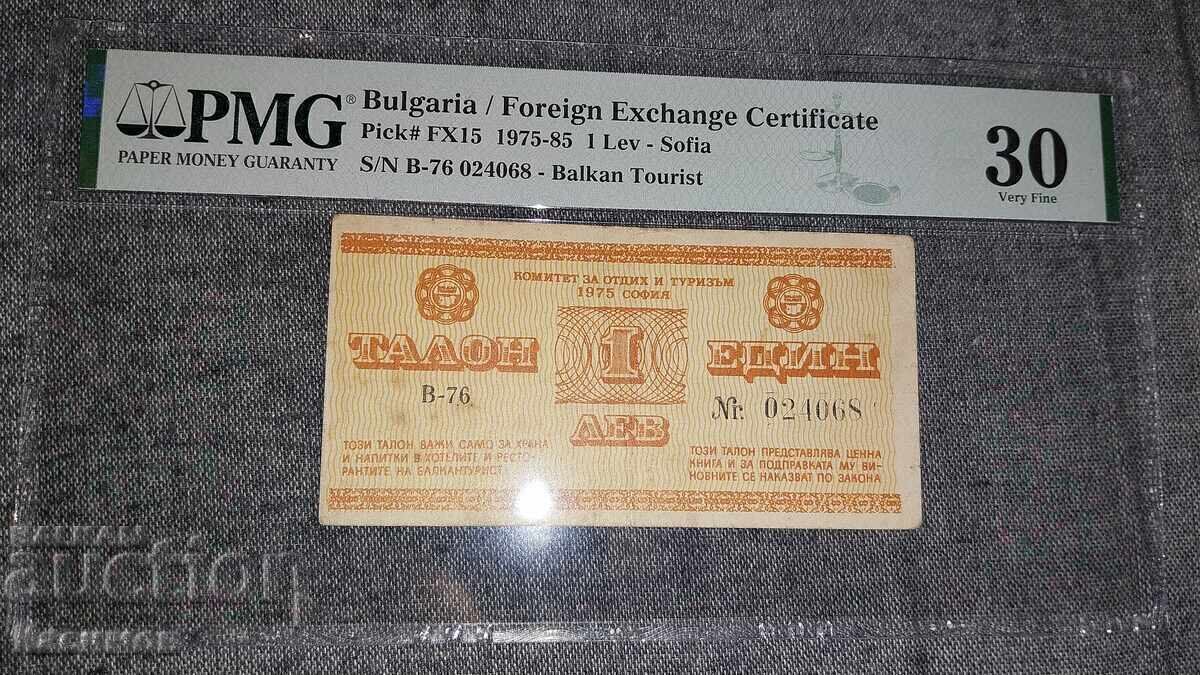 PMG® Bulgaria / Foreign Exchange Certificate
Pick# FX15 1975-85 1 Lev - Sofia
PAPER MONEY GUARANTY
S/N B-76 024068 - Balkan Tourist
30
Very Fine
КОМИТЕТ ЗА ОТДИХ И ТУРИЗЪМ
1975 СОФИЯ
ТАЛОН
1
ЕДИН
B-76
Nr. 024068
ЛЕВ
ТОЗИ ТАЛОН ВАЖИ САМО ЗА ХРАНА
И НАПИТКИ В ХОТЕЛИТЕ И РЕСТО-
РАНТИТЕ НА БАЛКАНТУРИСТ
ТОЗИ ТАЛОН ПРЕДСТАВЛЯВА ЦЕННА
КНИГА И ЗА ПОДПРАВКАТА МУ ВИ-
НОВНИТЕ СЕ НАКАЗВАТ ПО ЗАКОНА
BALKAN
AUCTION